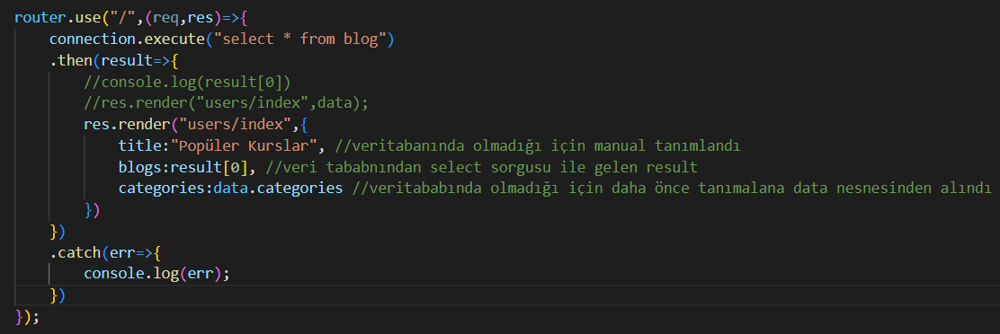 router.use("/",(req,res)=>{
    connection.execute("select * from blog")
    .then(result=>{
        //console.log(result[0])
        //res.render("users/index",data);
        res.render("users/index",{
            title:"Popüler Kurslar", //veritabanında olmadığı için manual tanımlandı
            blogs:result[0], //veri tababnından select sorgusu ile gelen result
            categories:data.categories //veritababında olmadığı için daha önce tanımalana data nesnesinden alındı
        })
    })
    .catch(err=>{
        console.log(err);
    })
});